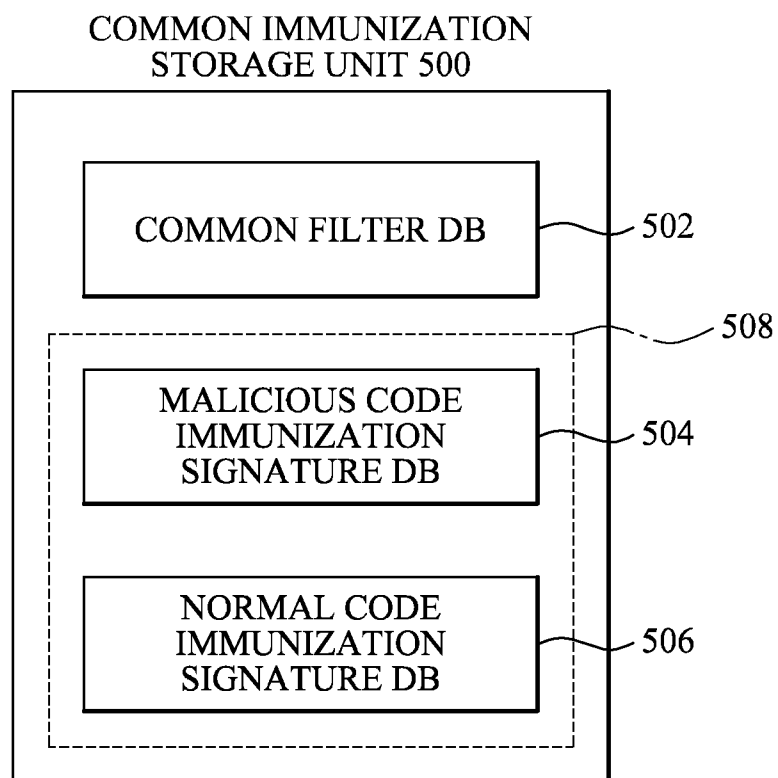 COMMON IMMUNIZATION
STORAGE UNIT 500
COMMON FILTER DB
502
508
MALICIOUS CODE
IMMUNIZATION
SIGNATURE DB
504
NORMAL CODE
IMMUNIZATION
SIGNATURE DB
506